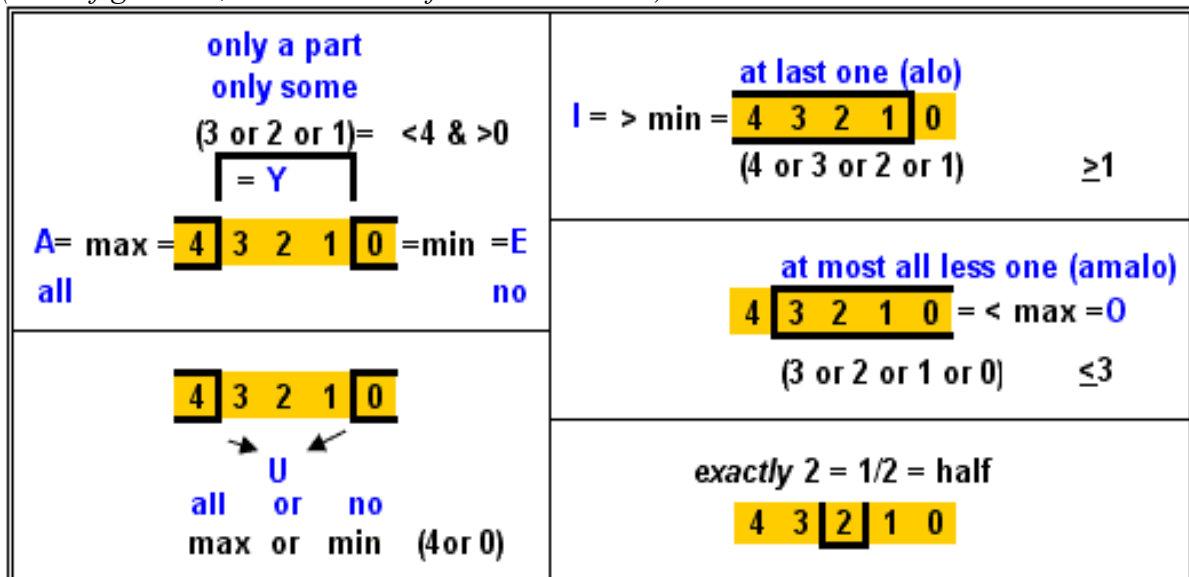 only a part
only some
(3 or 2 or 1)= <4 & >0
= Y
A= max = 4 3 2 1 0 =min =E
all no
4 3 2 1 0
U
all or no
max or min (4or 0)
at last one (alo)
I = > min = 4 3 2 1 0
(4 or 3 or 2 or 1) ≥1
at most all less one (amalo)
4 3 2 1 0 = < max =O
(3 or 2 or 1 or 0) ≤3
exactly 2 = 1/2 = half
4 3 2 1 0